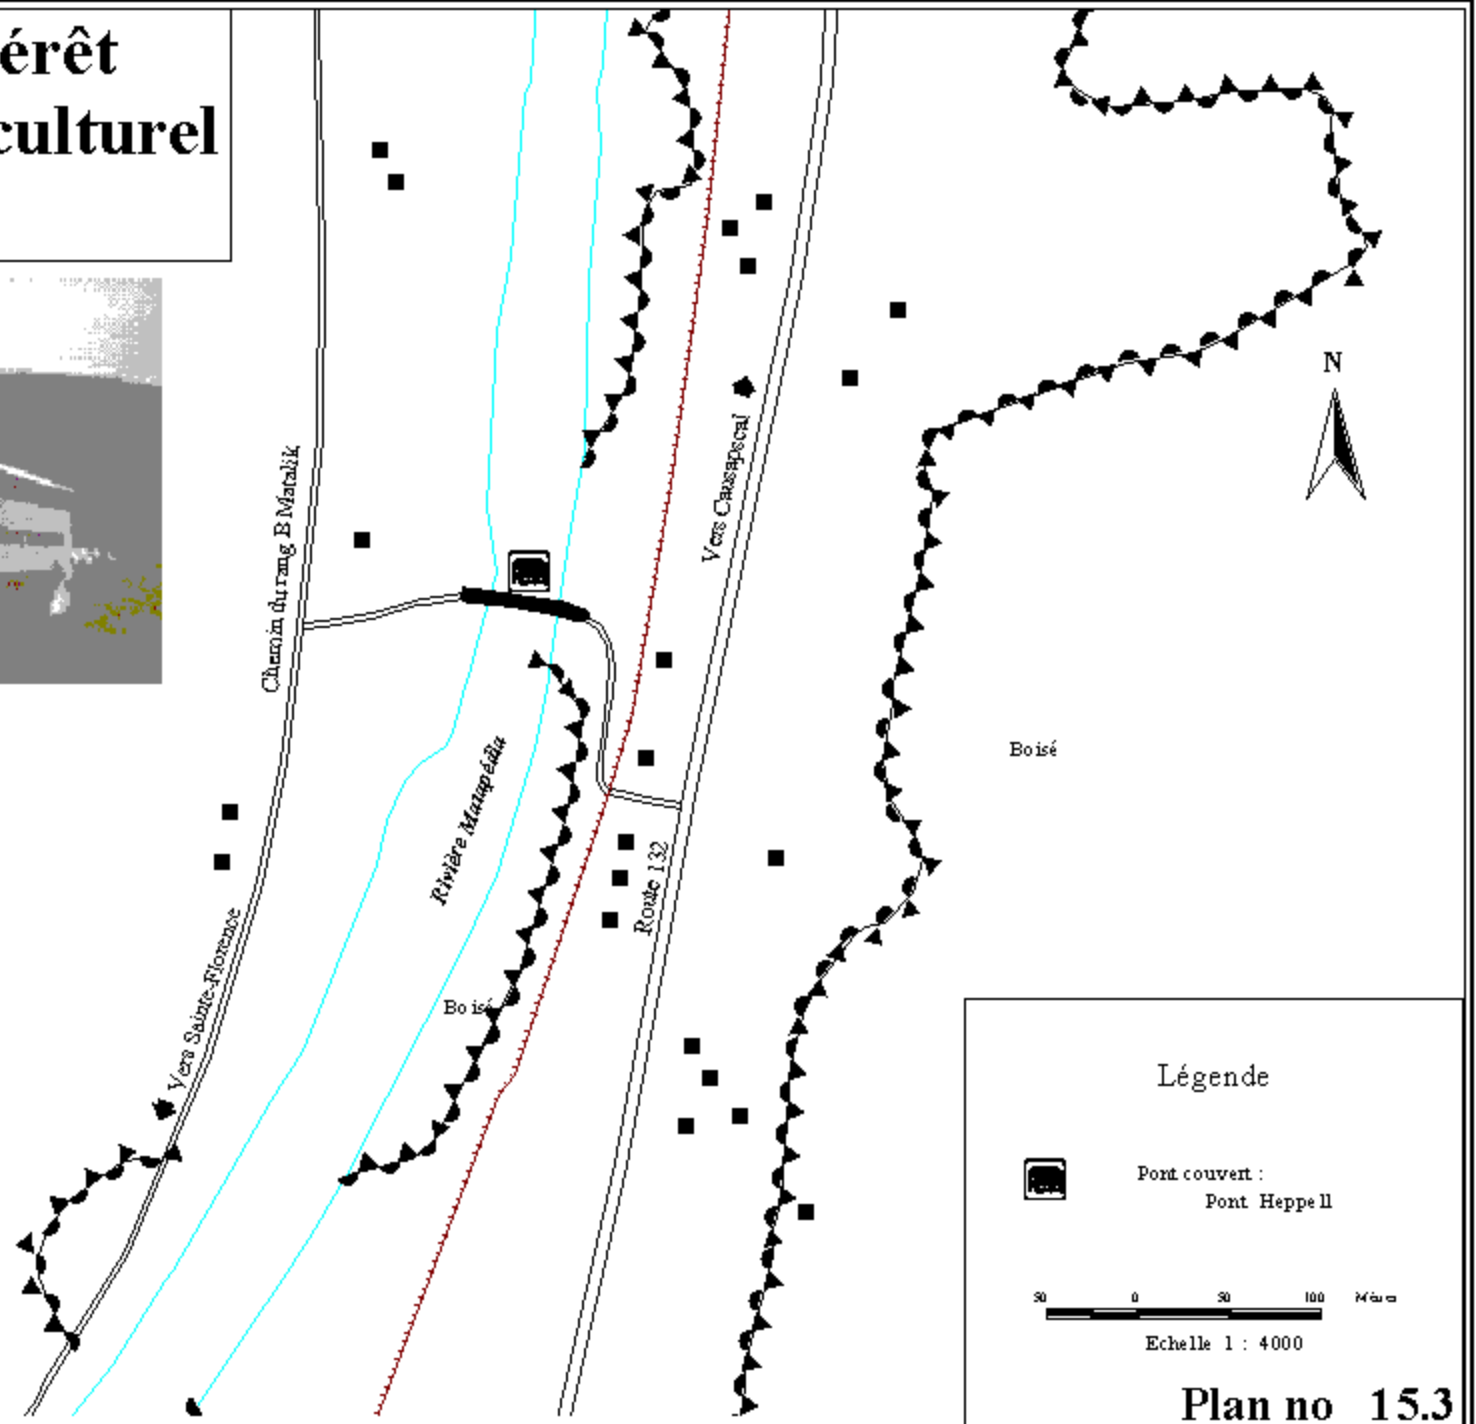 érêt
culturel
N
Chemin du rang B Matalik
Vers Causapscal
Boisé
Rivière Matapédia
Route 132
Vers Sainte-Florence
Boisé
Légende
Pont couvert :
Pont Heppell
50 0 50 100 Mètres
Echelle 1 : 4000
Plan no 15.3